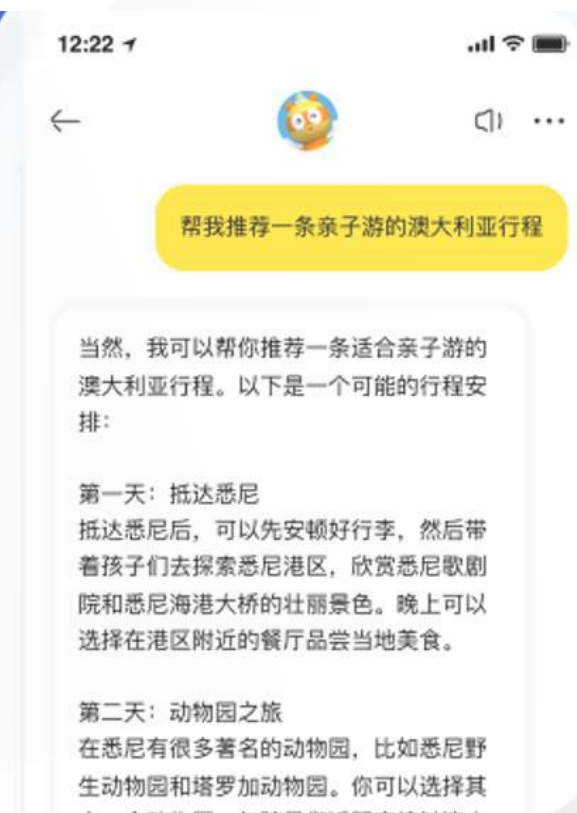 12:22
帮我推荐一条亲子游的澳大利亚行程
当然，我可以帮你推荐一条适合亲子游的
澳大利亚行程。以下是一个可能的行程安
排：
第一天：抵达悉尼
抵达悉尼后，可以先安顿好行李，然后带
着孩子们去探索悉尼港区，欣赏悉尼歌剧
院和悉尼海港大桥的壮丽景色。晚上可以
选择在港区附近的餐厅品尝当地美食。
第二天：动物园之旅
在悉尼有很多著名的动物园，比如悉尼野
生动物园和塔罗加动物园。你可以选择其